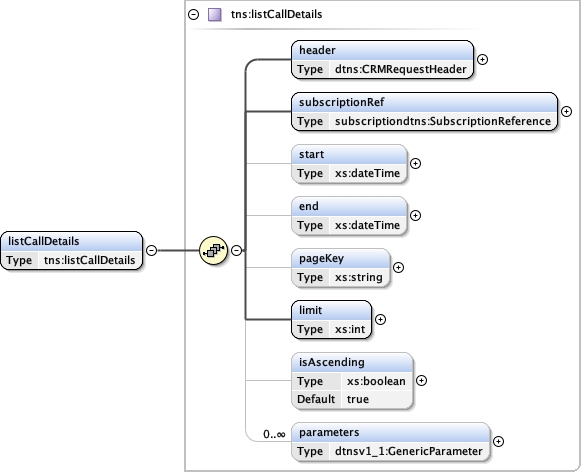 tns:listCallDetails
header
Type dtns:CRMRequestHeader
subscriptionRef
Type subscriptiondtns:SubscriptionReference
start
Type xs:dateTime
end
Type xs:dateTime
listCallDetails
Type tns:listCallDetails
pageKey
Type xs:string
limit
Type xs:int
isAscending
Type xs:boolean
Default true
0..∞
parameters
Type dtnsv1_1:GenericParameter